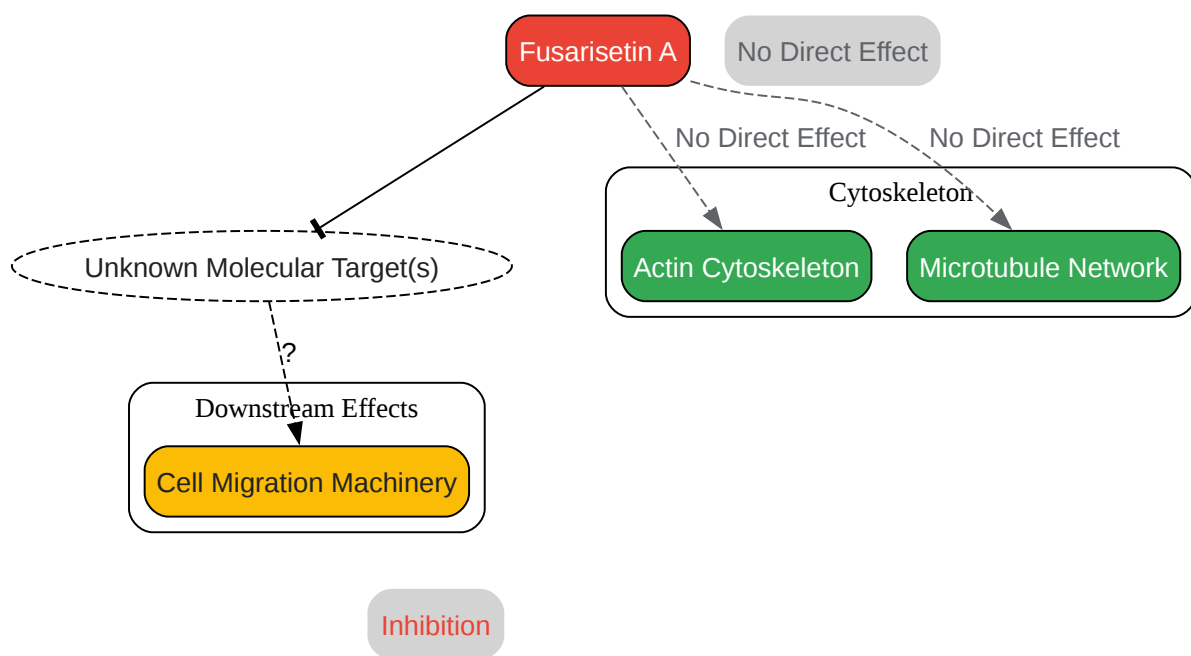 Fusarisetin A
No Direct Effect
No Direct Effect
No Direct Effect
Cytoskeleton
Unknown Molecular Target(s)
Actin Cytoskeleton
Microtubule Network
?
Downstream Effects
Cell Migration Machinery
Inhibition